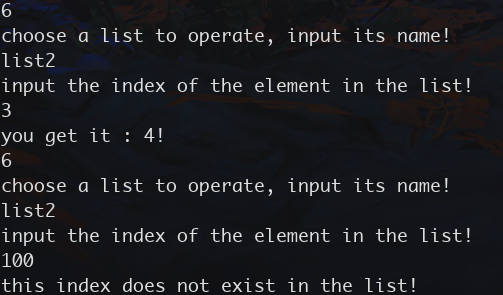 6
choose a list to operate, input its name!
list2
input the index of the element in the list!
3
you get it : 4!
6
choose a list to operate, input its name!
list2
input the index of the element in the list!
100
this index does not exist in the list!